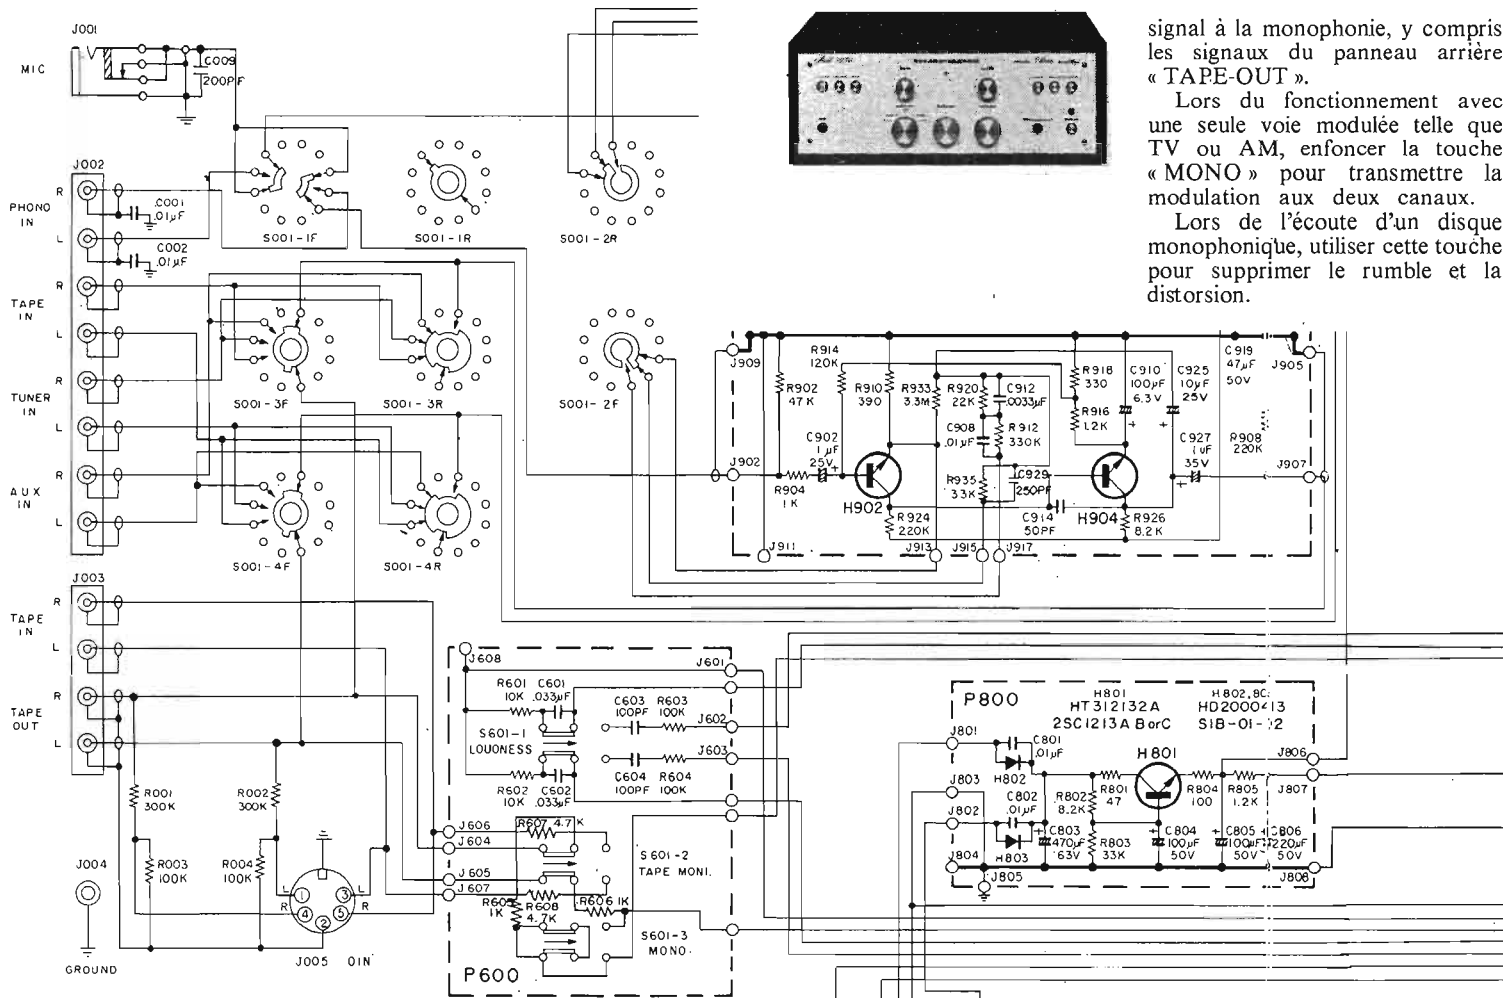 signal à la monophonie, y compris
les signaux du panneau arrière
« TAPE-OUT ».
Lors du fonctionnement avec
une seule voie modulée telle que
TV ou AM, enfoncer la touche
« MONO » pour transmettre la
modulation aux deux canaux.
Lors de l'écoute d'un disque
monophonique, utiliser cette touche
pour supprimer le rumble et la
distorsion.
J001
MIC
C009
200PF
J002
R
PHONO
IN
L
C001
.01µF
C002
.01µF
R
TAPE
IN
L
R
TUNER
IN
L
R
AUX
IN
L
S001-1F
S001-1R
S001-2R
S001-3F
S001-3R
S001-2F
S001-4F
S001-4R
J003
R
TAPE
IN
L
R
TAPE
OUT
L
R001
300K
R002
300K
R003
100K
R004
100K
J004
GROUND
L
R
1
4
2
3
5
L
R
J005 DIN
J909
R914
120K
R902
47K
R910
390
R933
3.3M
R920
22K
C912
.0033µF
R918
330
C910
100µF
6.3V
C925
10µF
25V
C919
47µF
50V
J905
R916
1.2K
C908
.01µF
R912
330K
C902
1µF
25V
J902
R904
1K
H902
R935
33K
C929
250PF
C914
50PF
H904
C927
1µF
35V
R908
220K
J907
R924
220K
R926
8.2K
J911
J913
J915
J917
J608
J601
R601
10K
C601
.033µF
C603
100PF
R603
100K
J602
S601-1
LOUDNESS
J603
R602
10K
C602
.033µF
C604
100PF
R604
100K
J606
R607 4.7K
J604
S601-2
TAPE MONI.
J605
J607
R605
1K
R608
4.7K
R606 1K
S601-3
MONO.
P600
P800
H801
HT312132A
2SC1213A BorC
HD2000413
J801
C801
.01µF
H802
H801
J806
J803
J802
C802
.01µF
H803
R802
8.2K
R801
47
R804
100
R805
1.2K
J807
C803
470µF
63V
R803
33K
C804
100µF
50V
C805
100µF
50V
C806
220µF
50V
J804
J805
J808